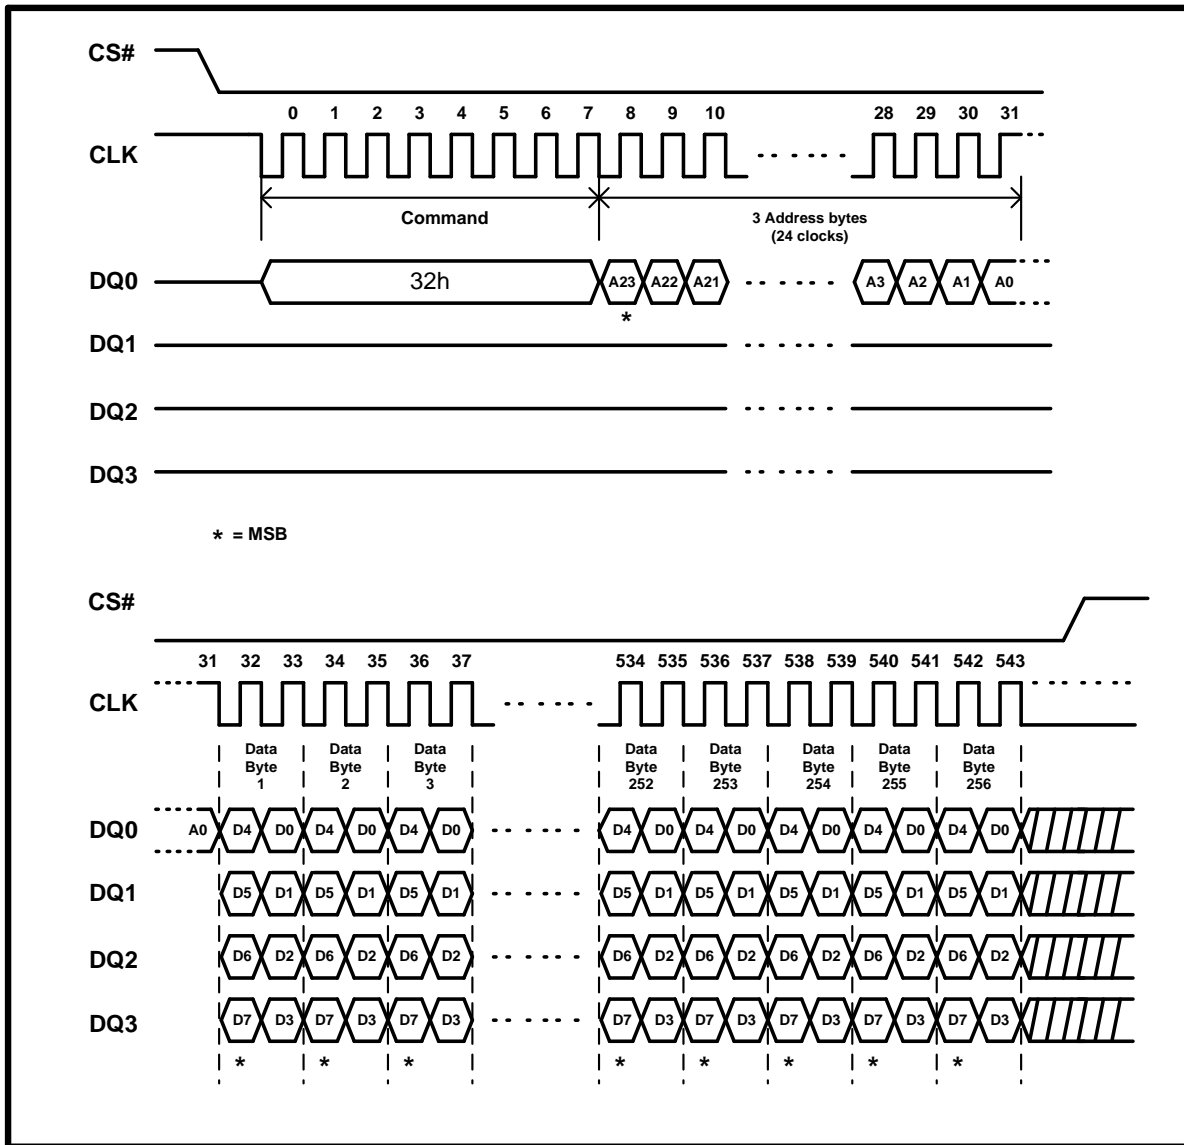 CS#
0 1 2 3 4 5 6 7 8 9 10 28 29 30 31
CLK
Command
3 Address bytes
(24 clocks)
DQ0 32h A23 A22 A21 A3 A2 A1 A0
*
DQ1
DQ2
DQ3
* = MSB
CS#
31 32 33 34 35 36 37 534 535 536 537 538 539 540 541 542 543
CLK
Data Data Data Data Data Data Data Data
Byte Byte Byte Byte Byte Byte Byte Byte
1 2 3 252 253 254 255 256
DQ0 A0 D4 D0 D4 D0 D4 D0 D4 D0 D4 D0 D4 D0 D4 D0 D4 D0
DQ1 D5 D1 D5 D1 D5 D1 D5 D1 D5 D1 D5 D1 D5 D1 D5 D1
DQ2 D6 D2 D6 D2 D6 D2 D6 D2 D6 D2 D6 D2 D6 D2 D6 D2
DQ3 D7 D3 D7 D3 D7 D3 D7 D3 D7 D3 D7 D3 D7 D3 D7 D3
* * * * * * * *